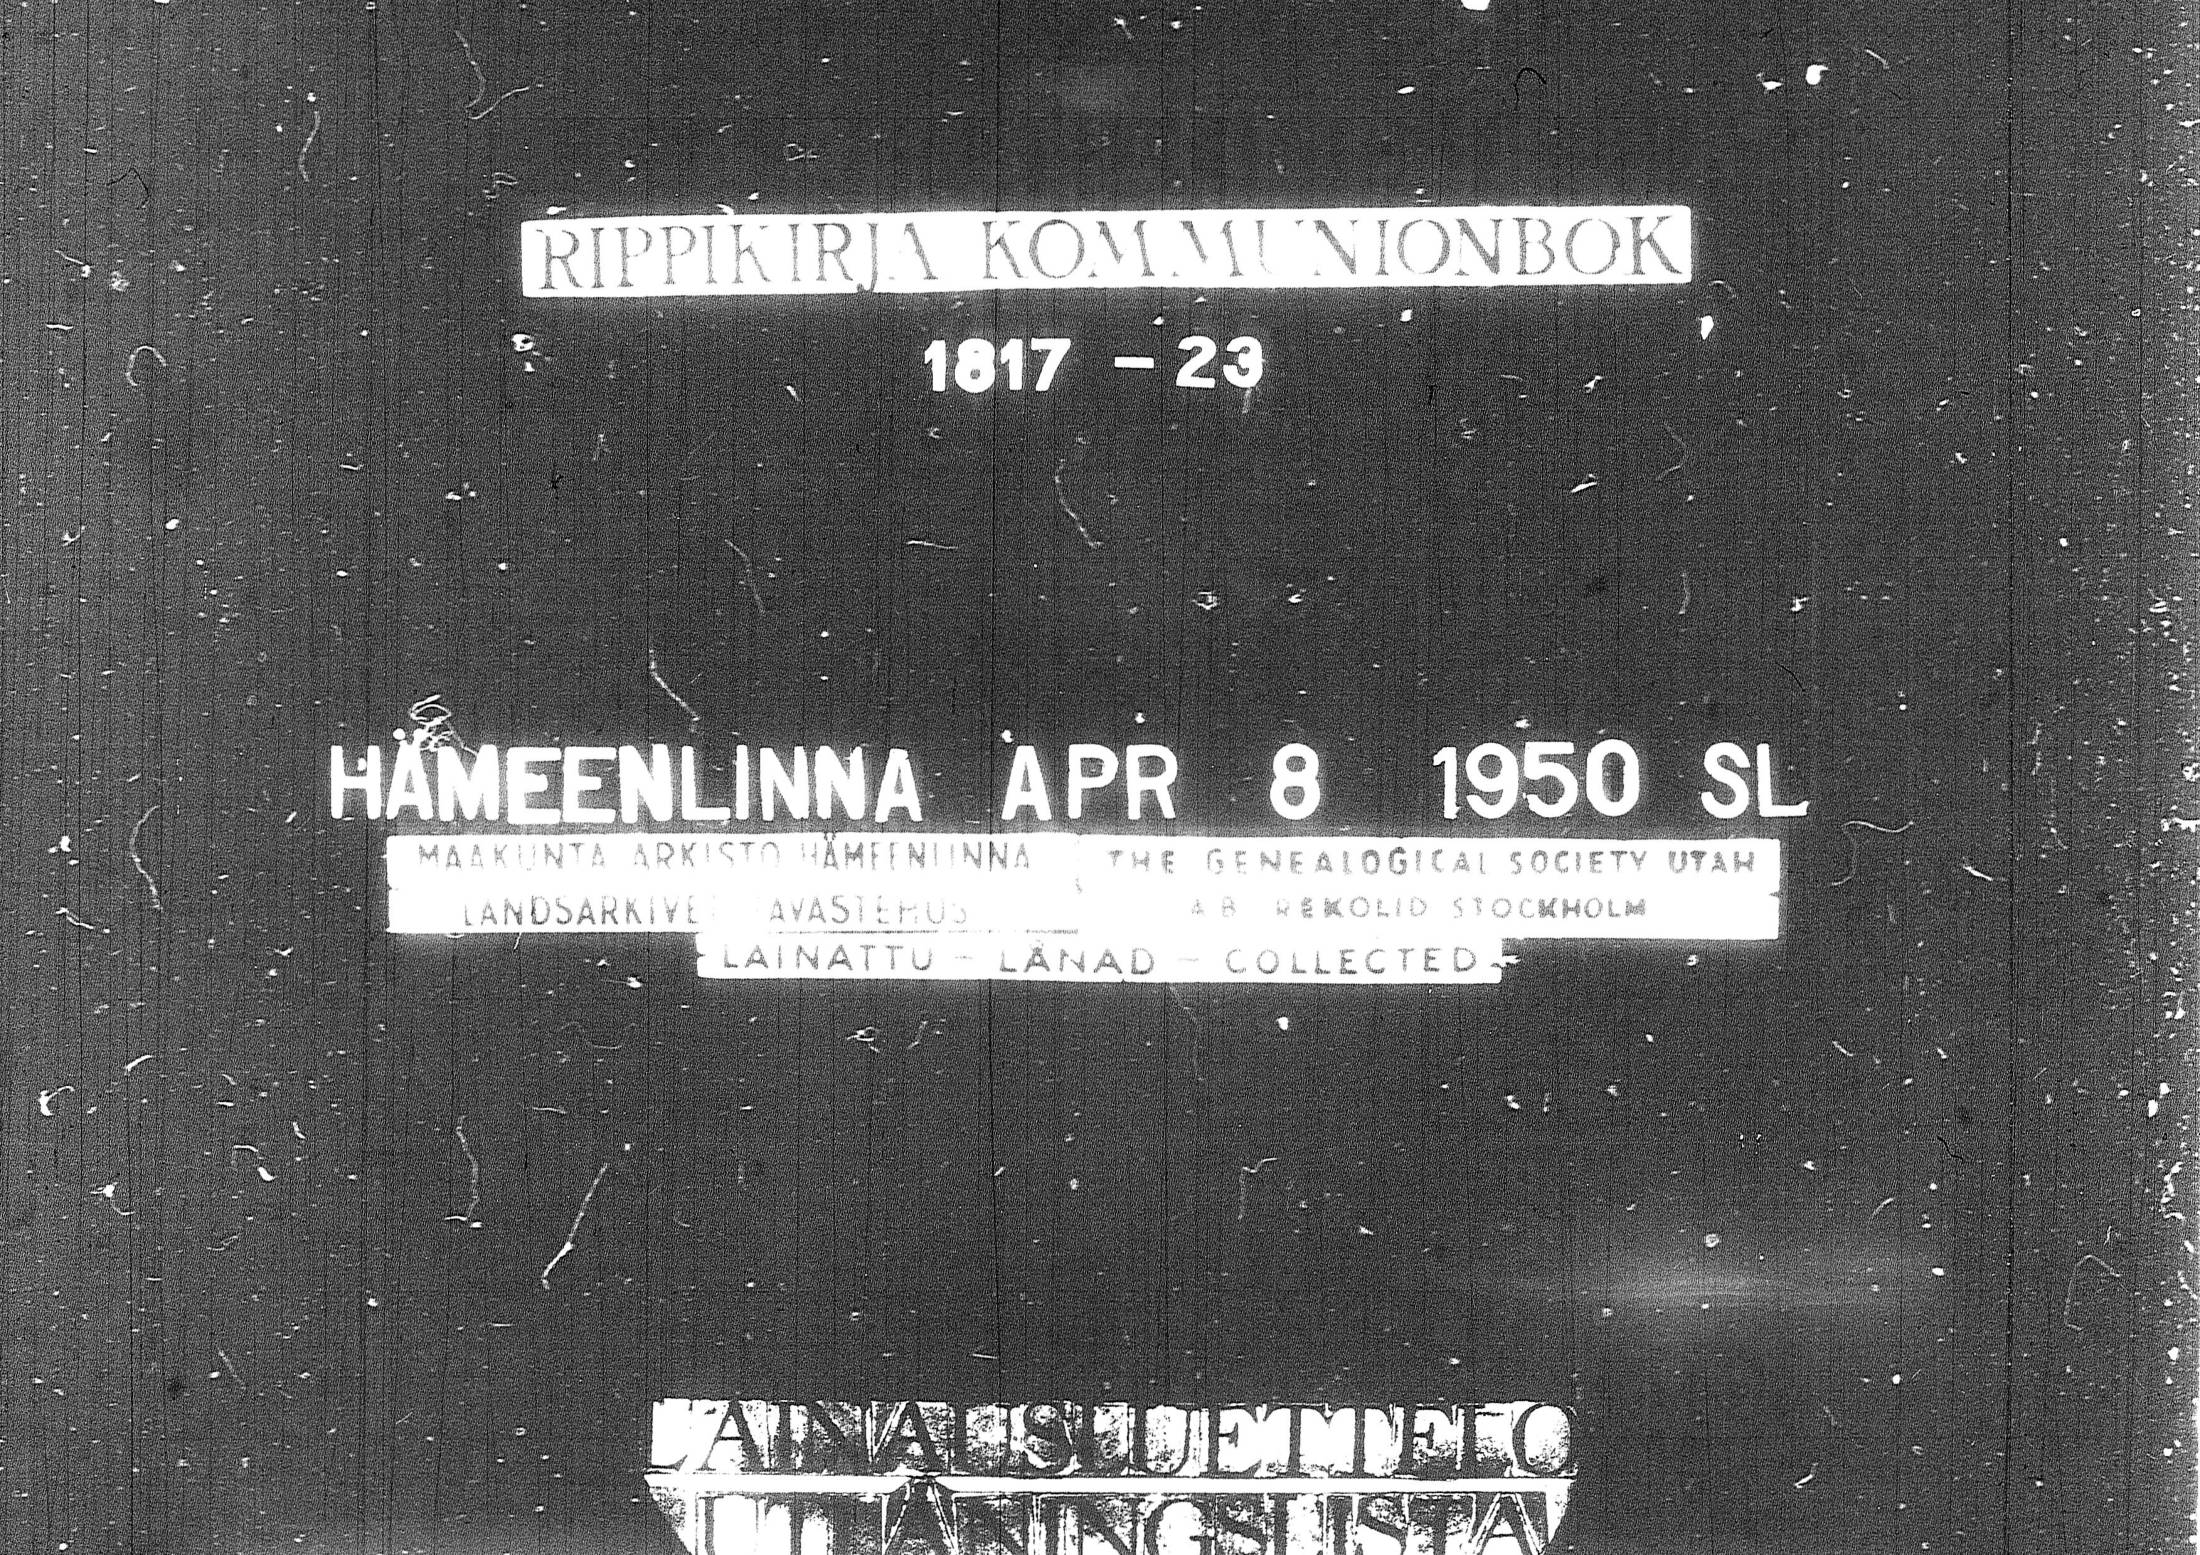 RIPPIKIRJA KOMMUNIONBOK
1817 - 23
HÄMEENLINNA APR 8 1950 SL
MAAKUNTA ARKISTO HÄMEENLINNA
LANDSARKIVET TAVASTEHUS
THE GENEALOGICAL SOCIETY UTAH
AB REKOLID STOCKHOLM
LAINATTU - LÅNAD - COLLECTED
LAINAUSLUETTELO
UTLÅNINGSLISTA